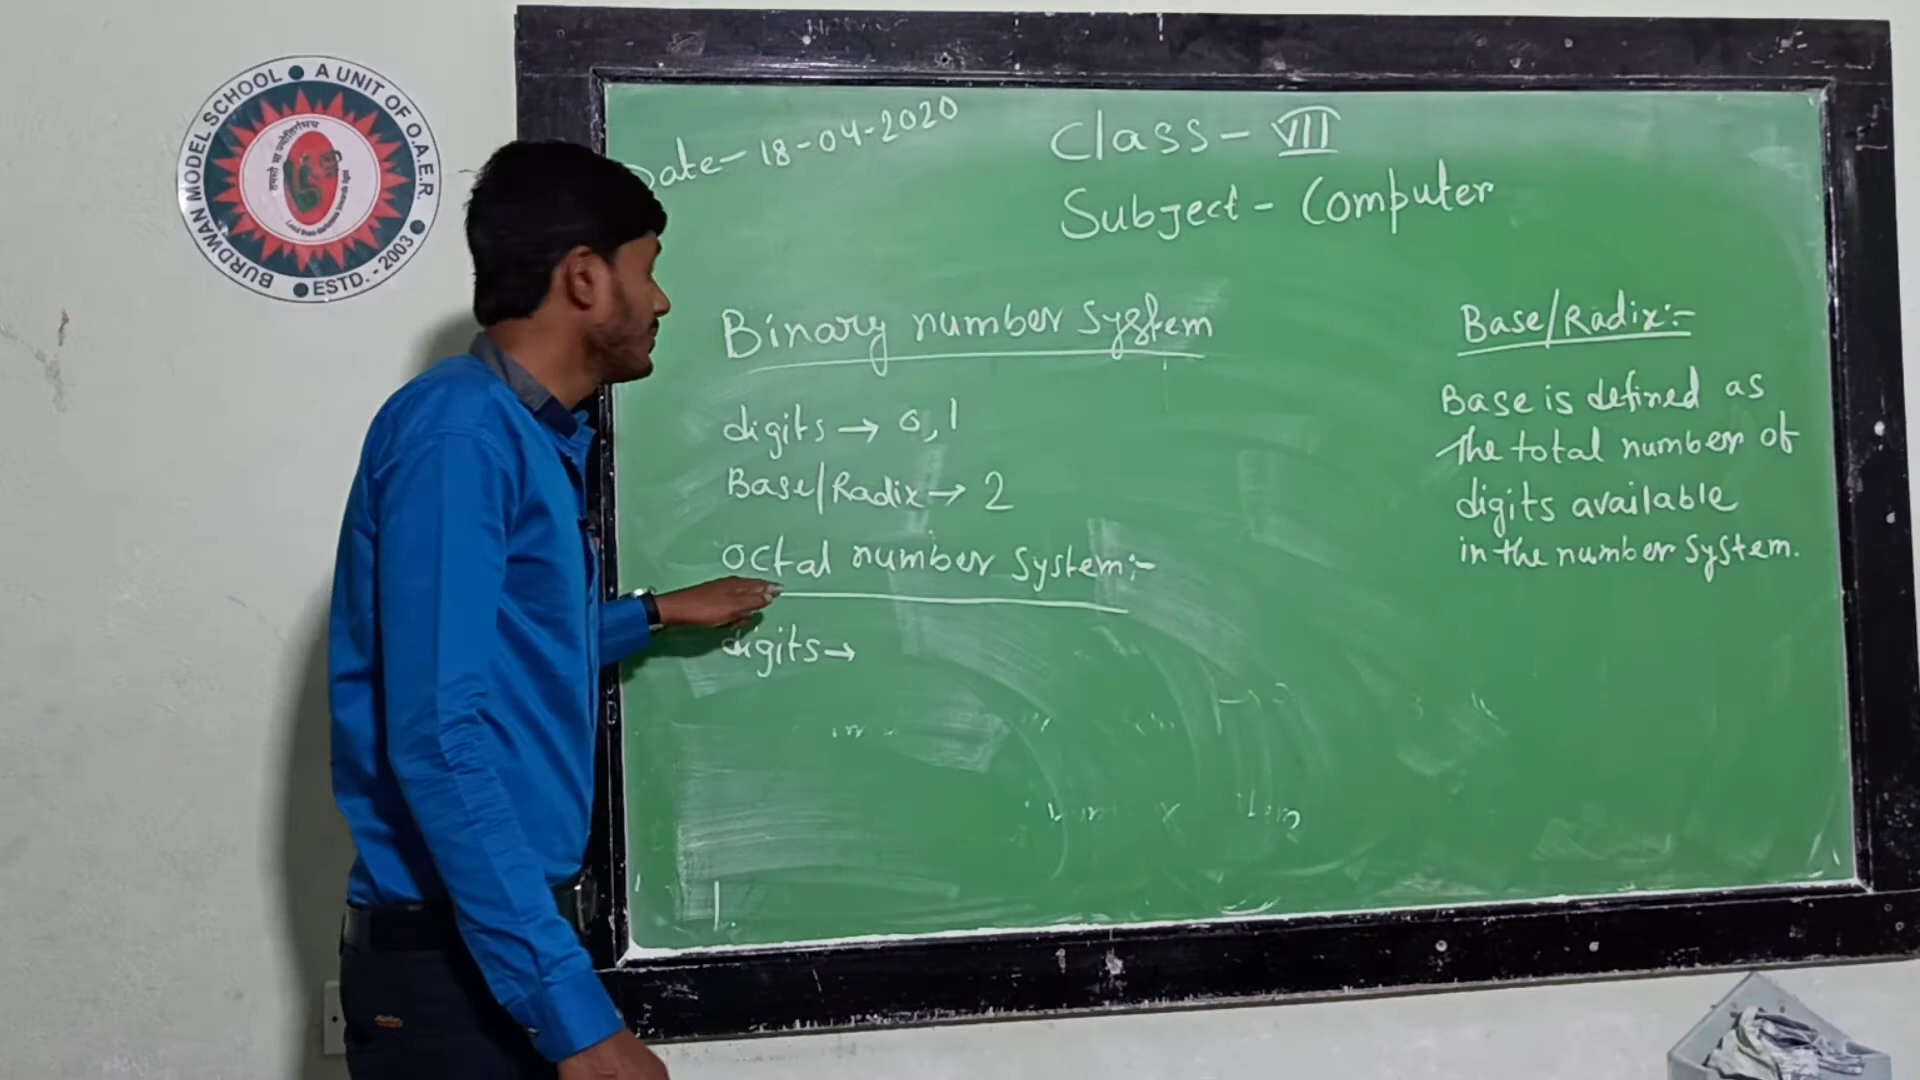 BURDWAN MODEL SCHOOL ● A UNIT OF O.A.E.R. ●
● ESTD. - 2003
Date - 18-04-2020
Class - VII
Subject - Computer
Binary number system
digits → 0,1
Base/Radix → 2
octal number system:-
digits →
Base/Radix:-
Base is defined as
the total number of
digits available
in the number system.